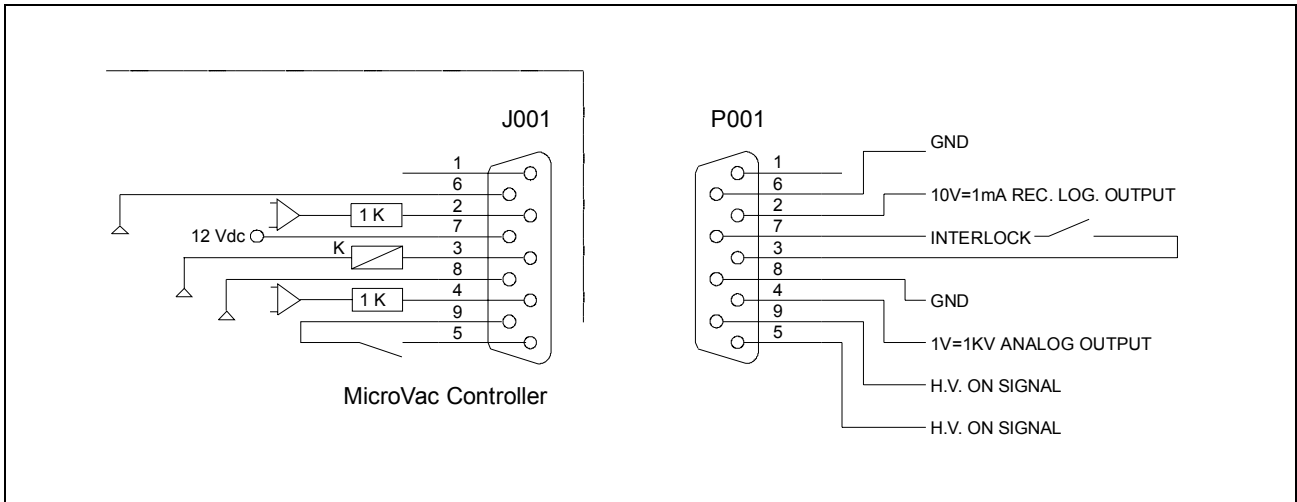 J001
1
6
2
7
3
8
4
9
5
1 K
12 Vdc
K
1 K
MicroVac Controller
P001
1
6
2
7
3
8
4
9
5
GND
10V=1mA REC. LOG. OUTPUT
INTERLOCK
GND
1V=1KV ANALOG OUTPUT
H.V. ON SIGNAL
H.V. ON SIGNAL